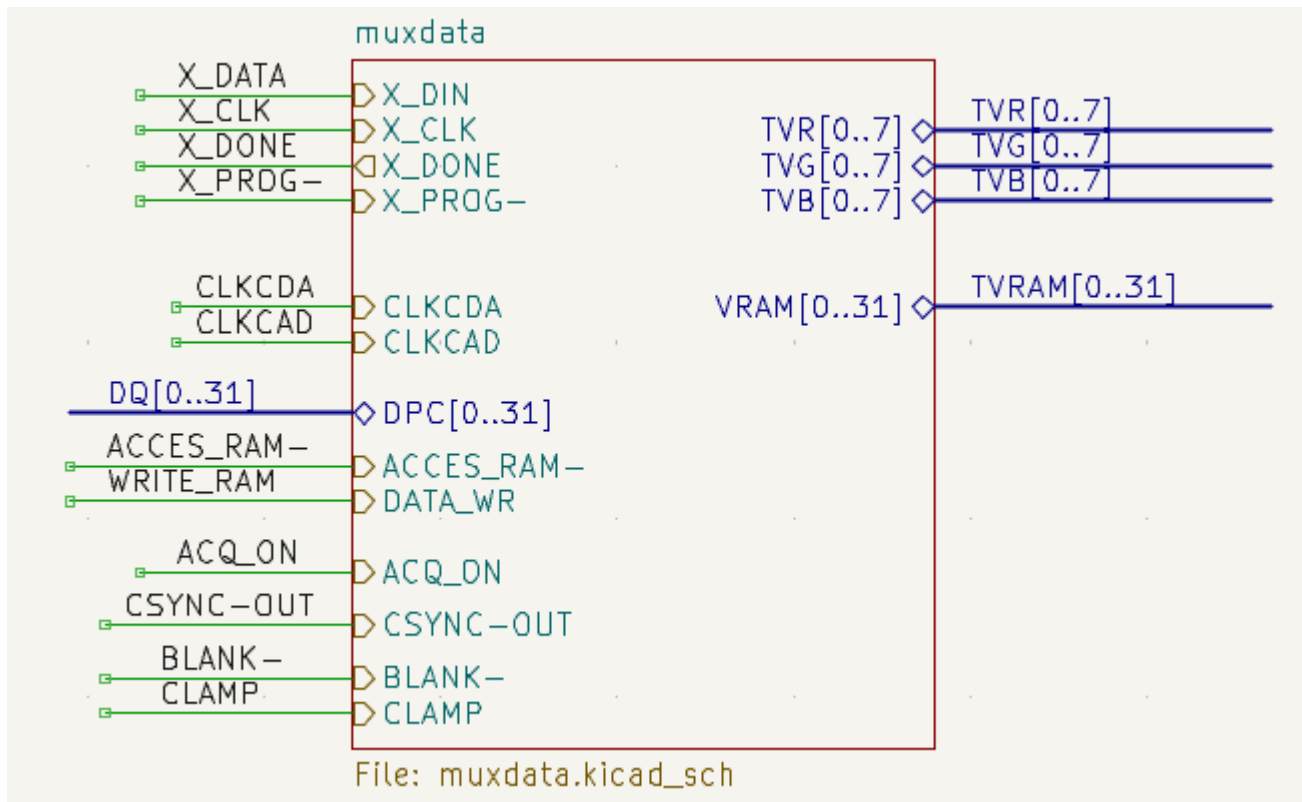 muxdata
X_DATA
X_DIN
X_CLK
X_CLK
X_DONE
X_DONE
X_PROG-
X_PROG-
TVR[0..7]
TVR[0..7]
TVG[0..7]
TVG[0..7]
TVB[0..7]
TVB[0..7]
CLKCDA
CLKCDA
CLKCAD
CLKCAD
VRAM[0..31]
TVRAM[0..31]
DQ[0..31]
DPC[0..31]
ACCES_RAM-
ACCES_RAM-
WRITE_RAM
DATA_WR
ACQ_ON
ACQ_ON
CSYNC-OUT
CSYNC-OUT
BLANK-
BLANK-
CLAMP
CLAMP
File: muxdata.kicad_sch